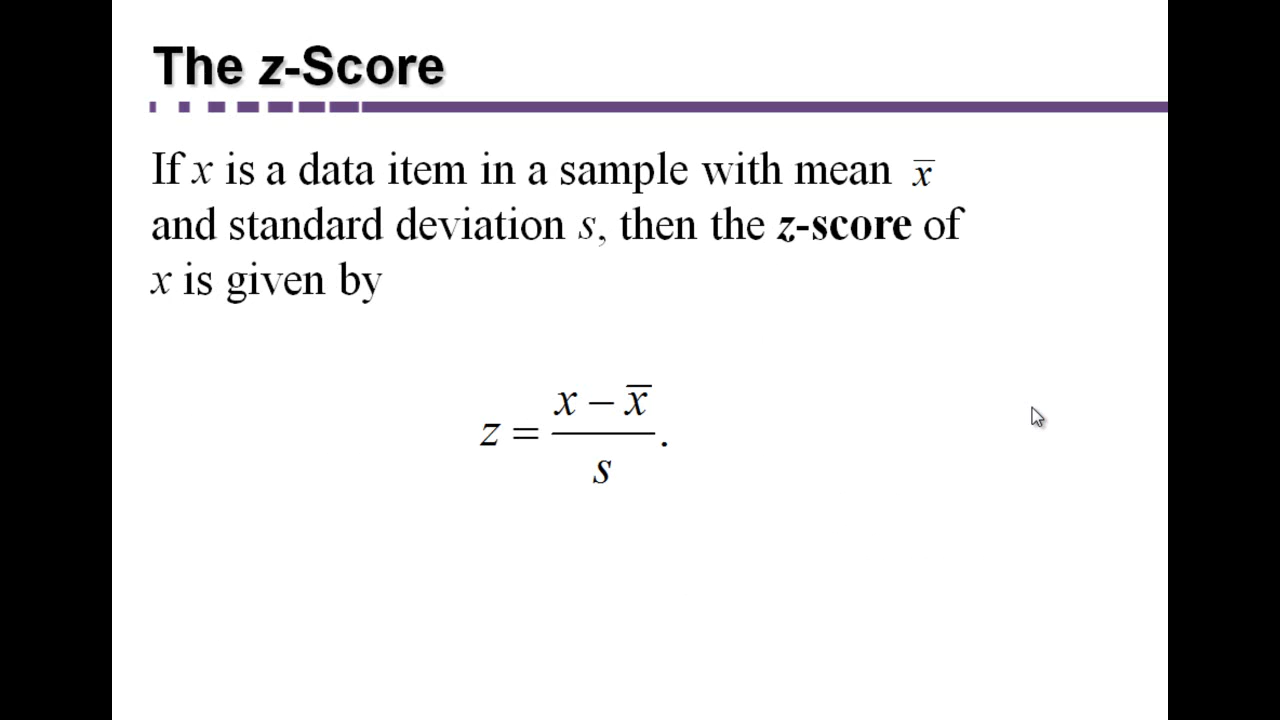 The z-Score
If x is a data item in a sample with mean x̅
and standard deviation s, then the z-score of
x is given by
z = (x − x̅) / s.